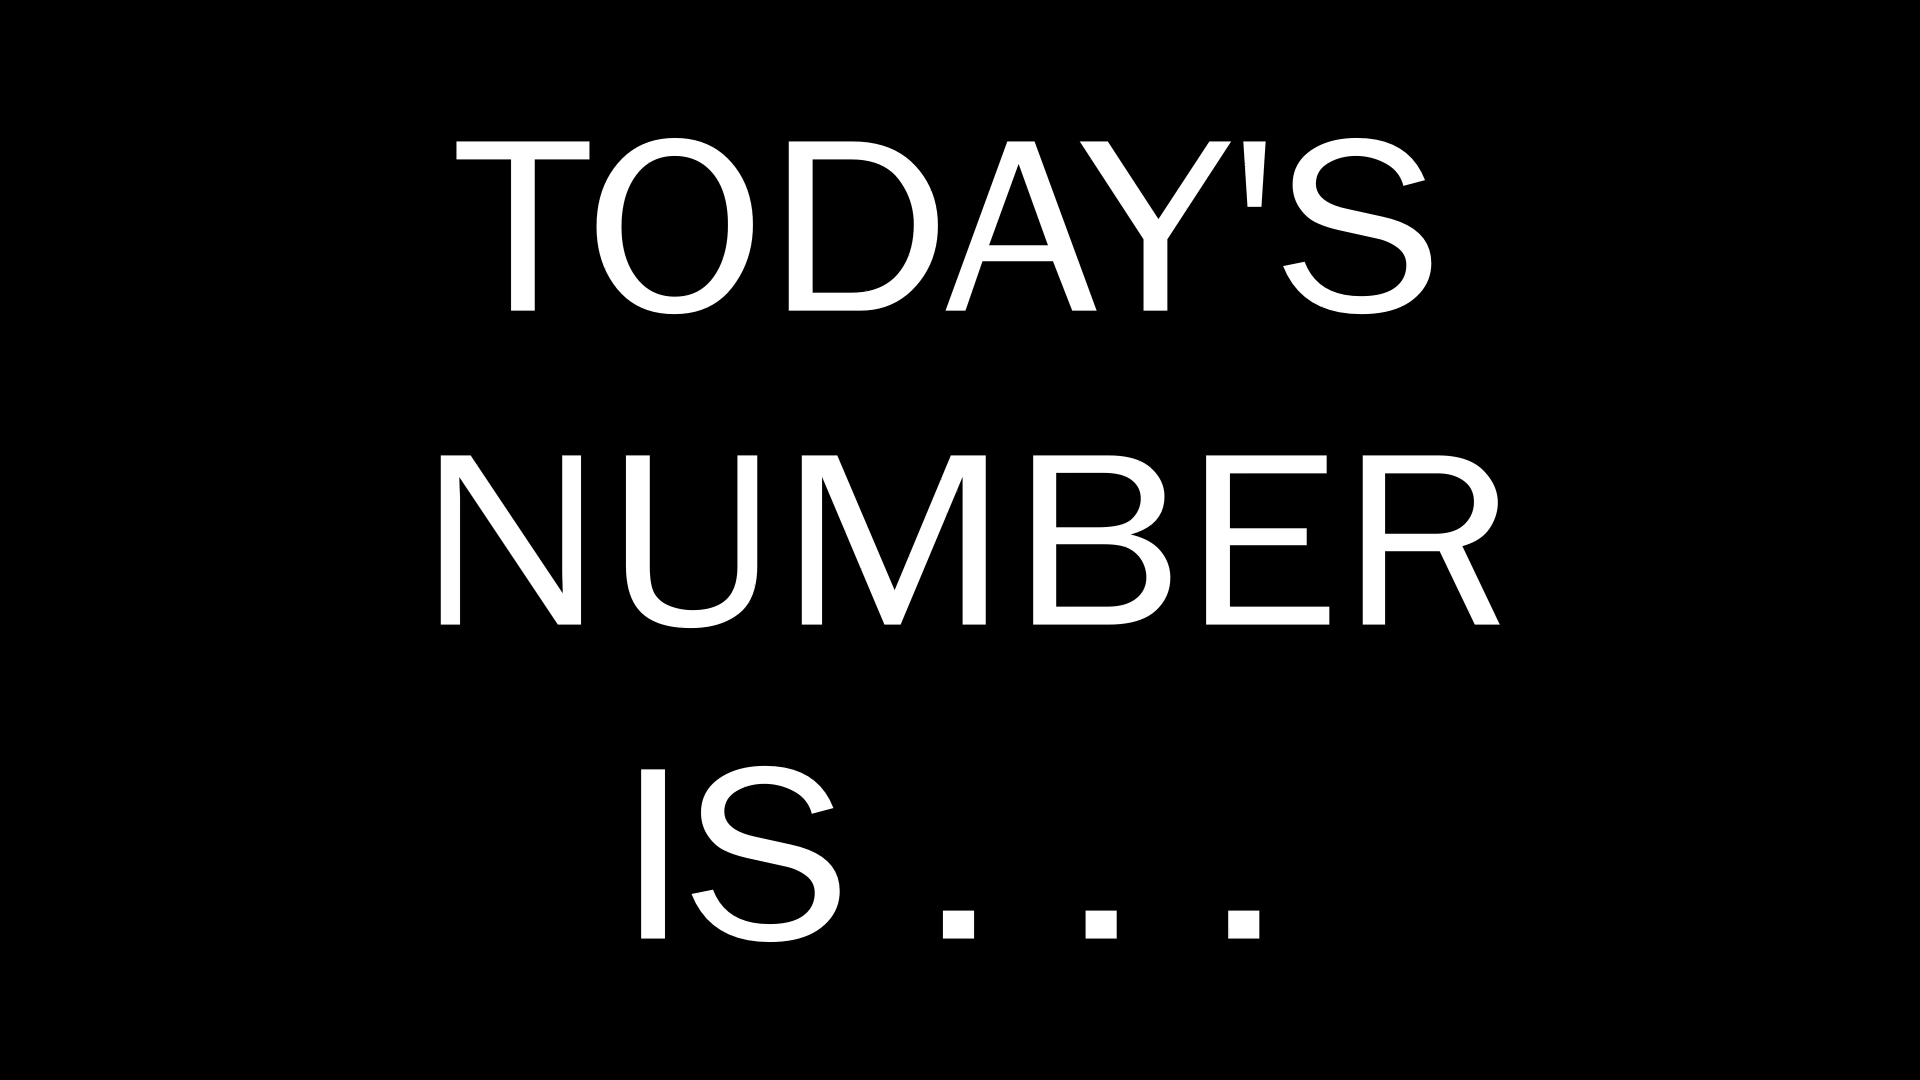 TODAY'S
NUMBER
IS . . .